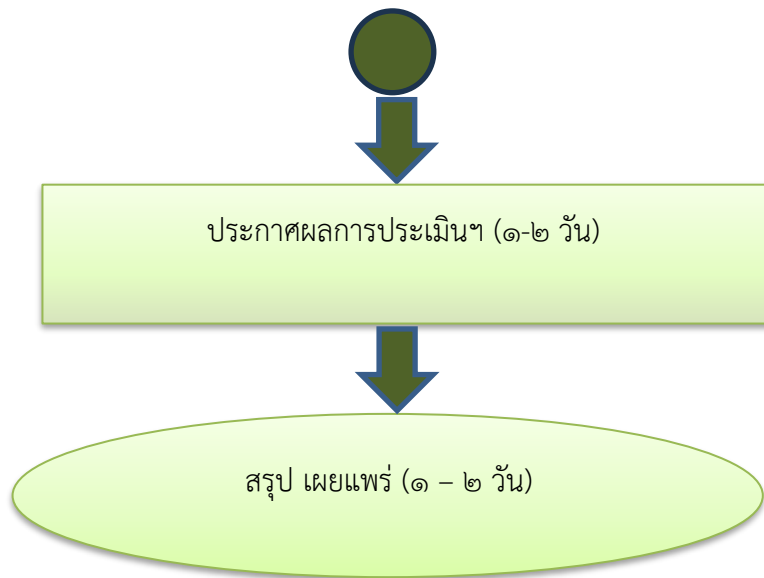 ประกาศผลการประเมินฯ (๑-๒ วัน)
สรุป เผยแพร่ (๑ – ๒ วัน)